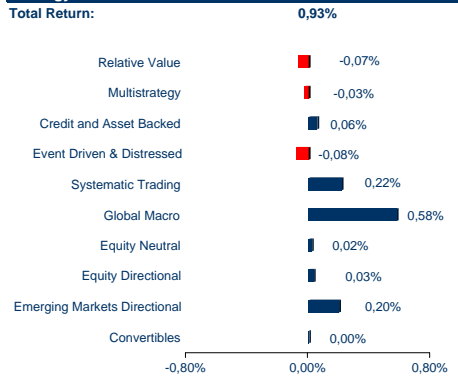 Total Return: 0,93%
Relative Value -0,07%
Multistrategy -0,03%
Credit and Asset Backed 0,06%
Event Driven & Distressed -0,08%
Systematic Trading 0,22%
Global Macro 0,58%
Equity Neutral 0,02%
Equity Directional 0,03%
Emerging Markets Directional 0,20%
Convertibles 0,00%
-0,80% 0,00% 0,80%